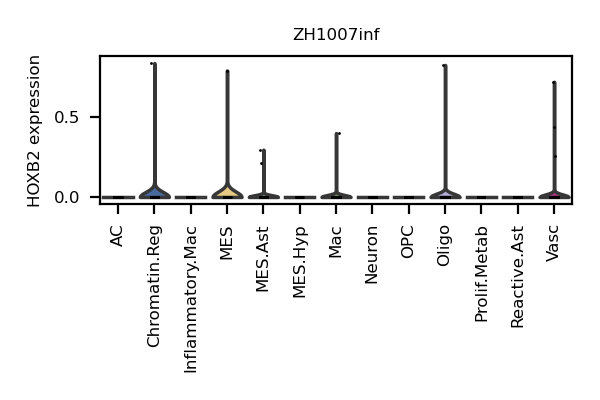 ZH1007inf
HOXB2 expression
0.5
0.0
AC
Chromatin.Reg
Inflammatory.Mac
MES
MES.Ast
MES.Hyp
Mac
Neuron
OPC
Oligo
Prolif.Metab
Reactive.Ast
Vasc